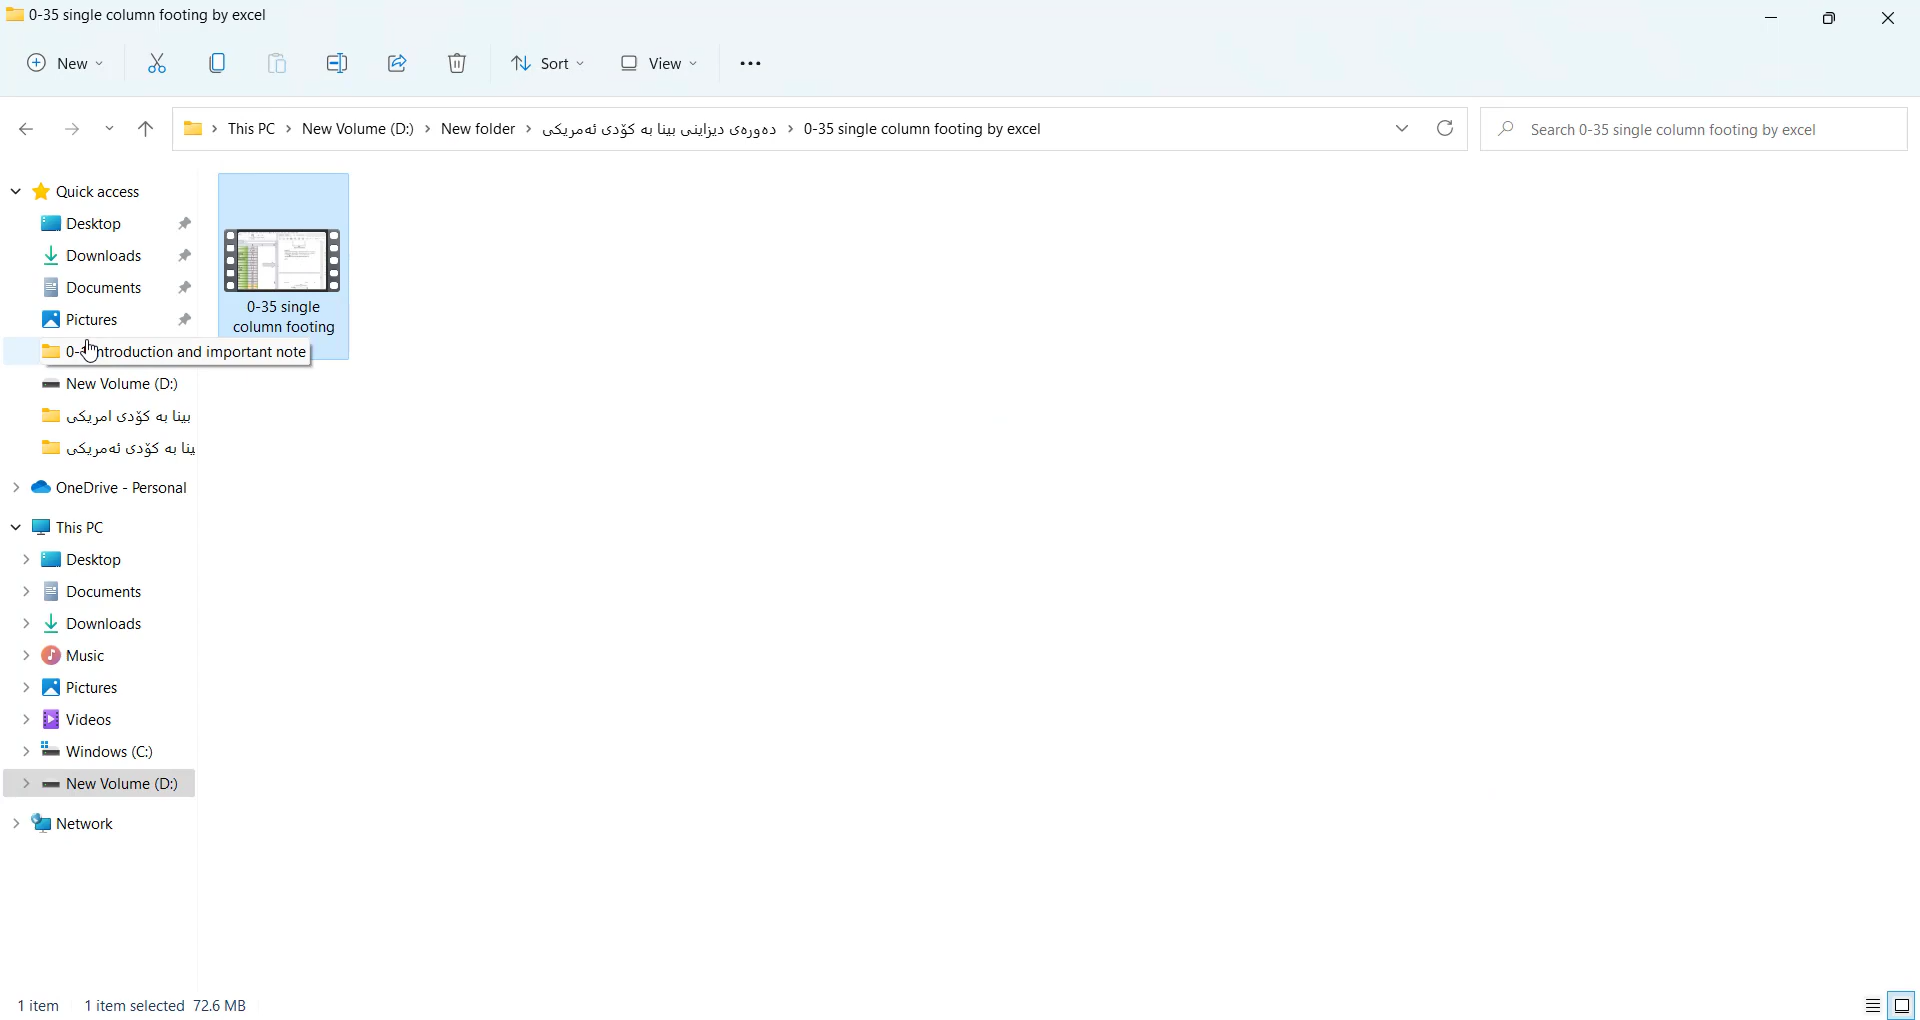 0-35 single column footing by excel
New
Sort
View
This PC > New Volume (D:) > New folder > دەورەی دیزاینی بینا بە کۆدی ئەمریکی > 0-35 single column footing by excel
Search 0-35 single column footing by excel
Quick access
Desktop
Downloads
Documents
Pictures
ntroduction and important note
New Volume (D:)
بینا بە کۆدی امریکی
ینا بە کۆدی ئەمریکی
OneDrive - Personal
This PC
Desktop
Documents
Downloads
Music
Pictures
Videos
Windows (C:)
New Volume (D:)
Network
0-35 single
column footing
1 item
1 item selected 72.6 MB